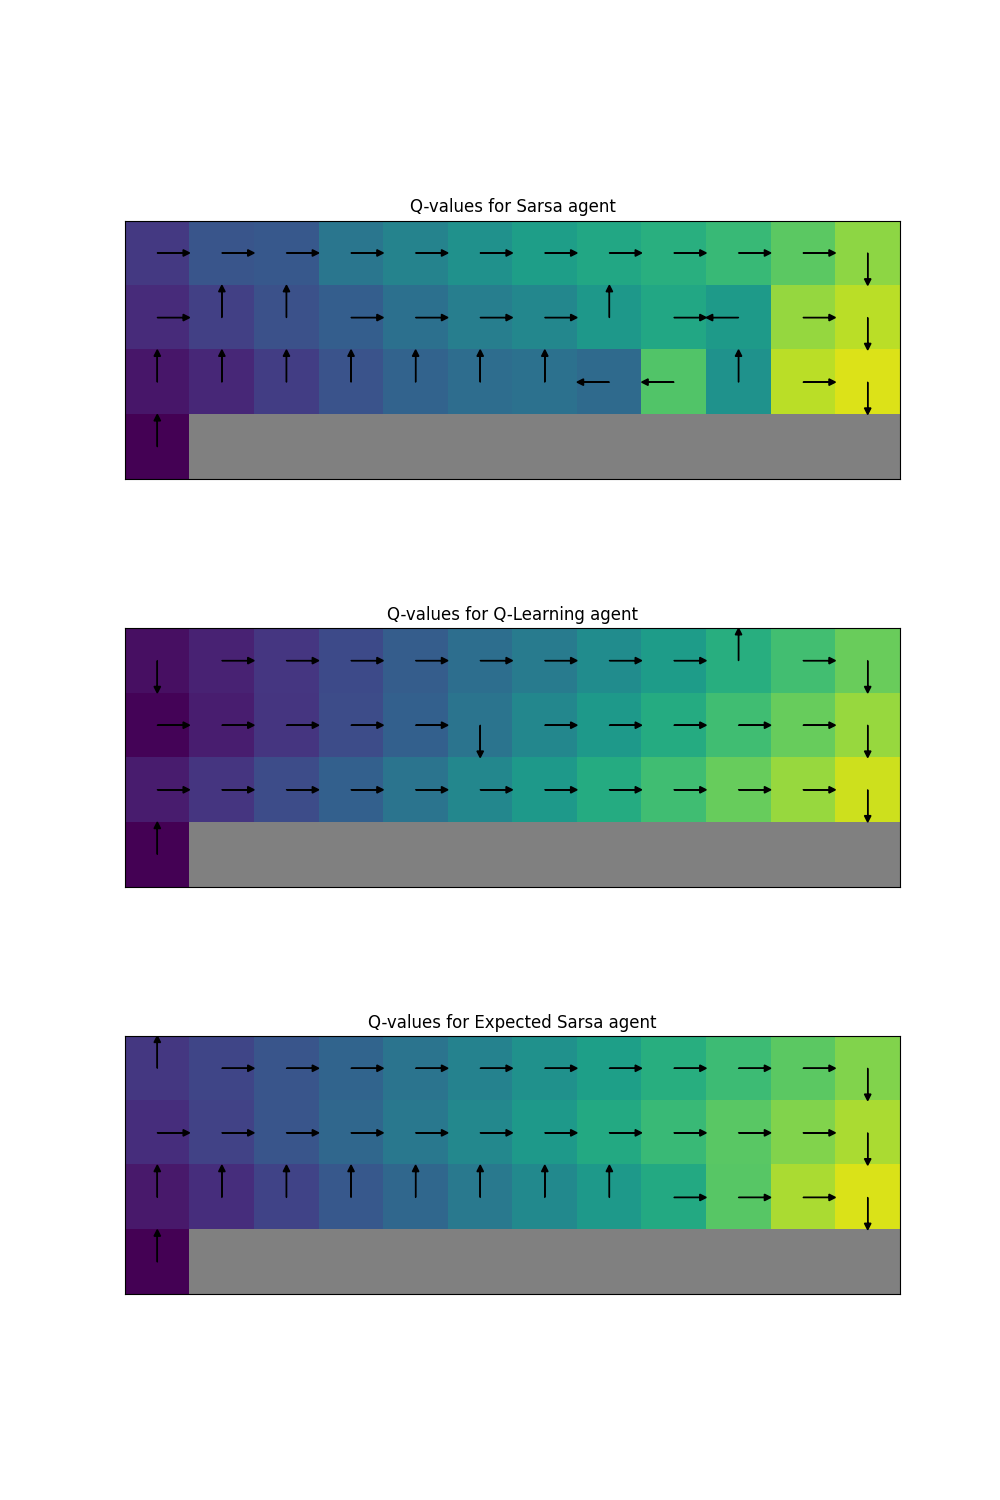 Q-values for Sarsa agent
Q-values for Q-Learning agent
Q-values for Expected Sarsa agent